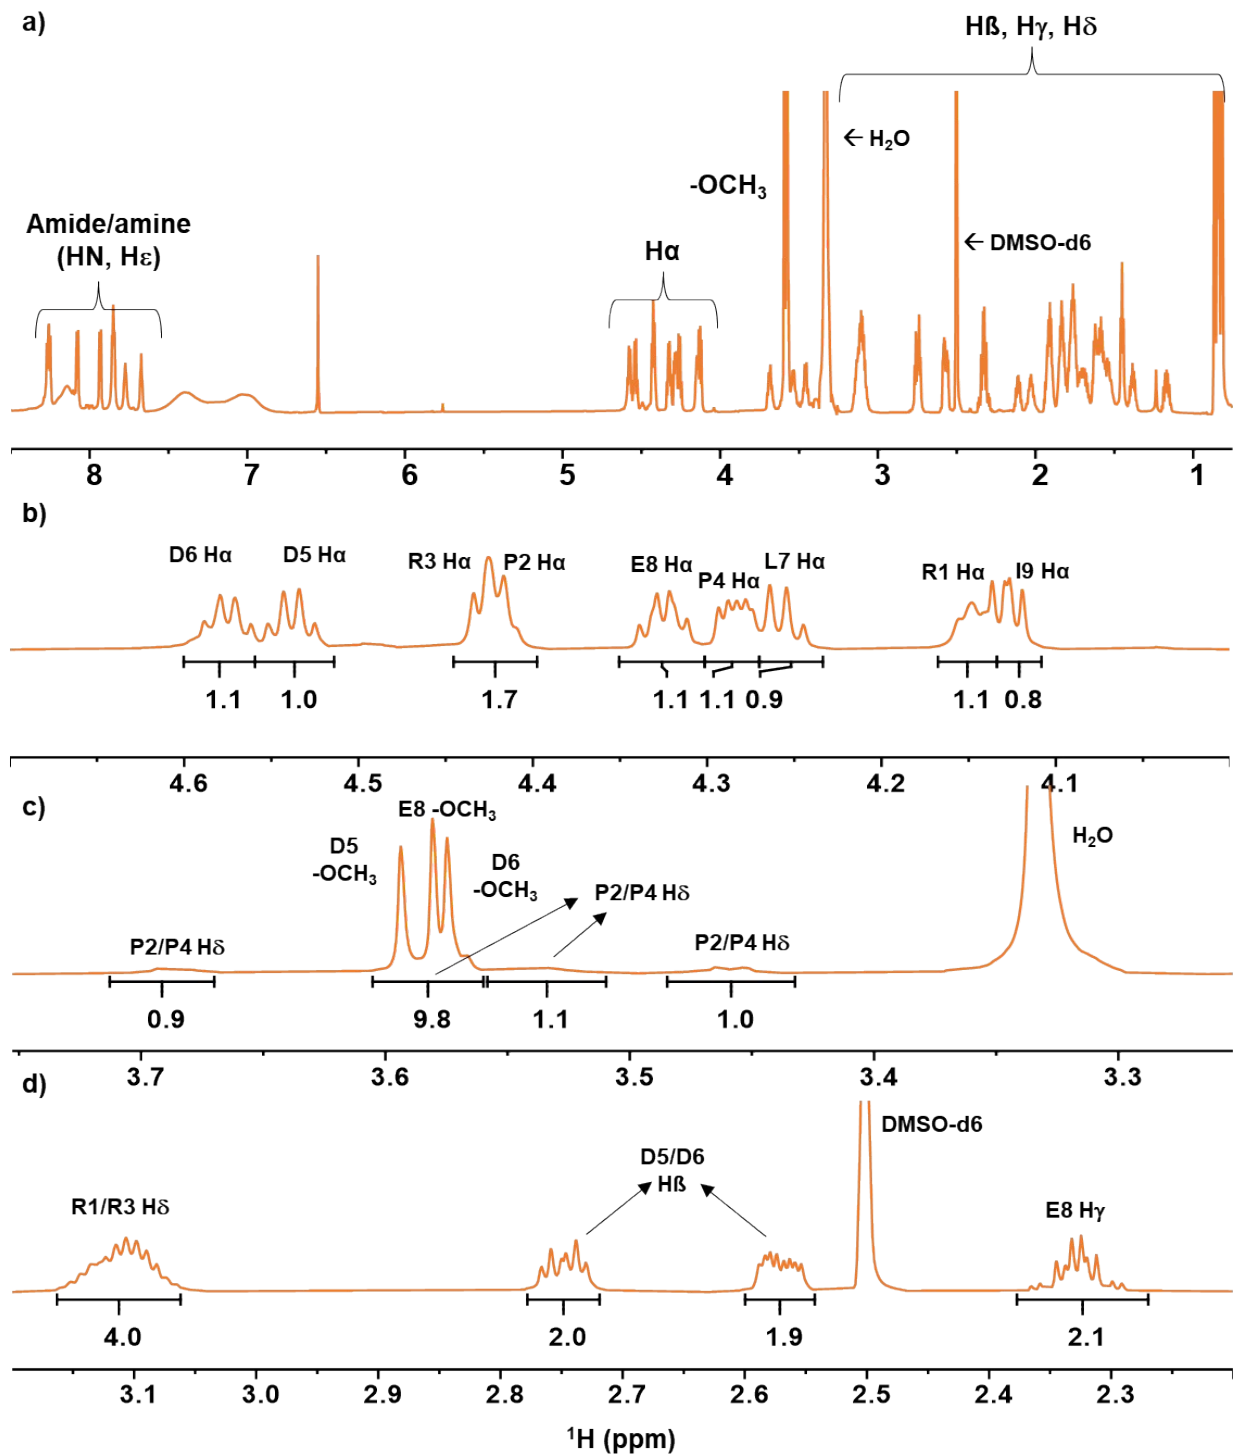 a)
Hß, Hγ, Hδ
← H₂O
-OCH₃
Amide/amine
(HN, Hε)
Hα
← DMSO-d6
8 7 6 5 4 3 2 1
b)
D6 Hα D5 Hα R3 Hα P2 Hα E8 Hα P4 Hα L7 Hα R1 Hα I9 Hα
1.1 1.0 1.7 1.1 1.1 0.9 1.1 0.8
4.6 4.5 4.4 4.3 4.2 4.1
c)
E8 -OCH₃
D5
-OCH₃
D6
-OCH₃
H₂O
P2/P4 Hδ
P2/P4 Hδ
P2/P4 Hδ
0.9 9.8 1.1 1.0
3.7 3.6 3.5 3.4 3.3
d)
DMSO-d6
D5/D6
Hß
R1/R3 Hδ
E8 Hγ
4.0 2.0 1.9 2.1
3.1 3.0 2.9 2.8 2.7 2.6 2.5 2.4 2.3
¹H (ppm)